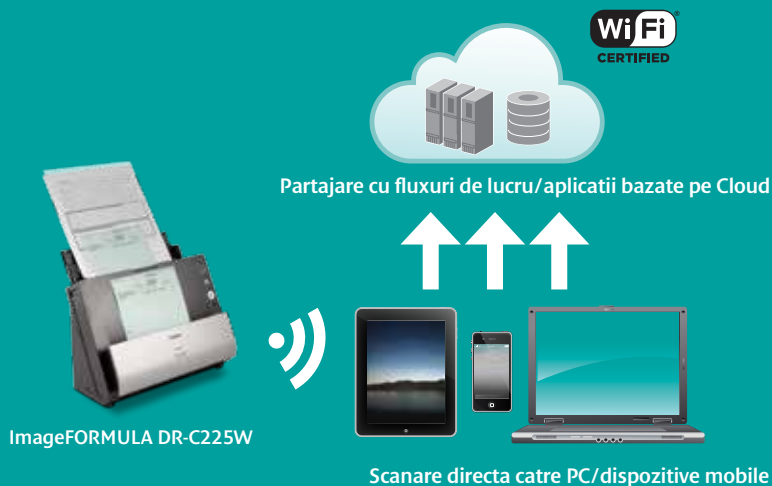 Wi Fi
CERTIFIED
Partajare cu fluxuri de lucru/aplicatii bazate pe Cloud
ImageFORMULA DR-C225W
Scanare directa catre PC/dispozitive mobile